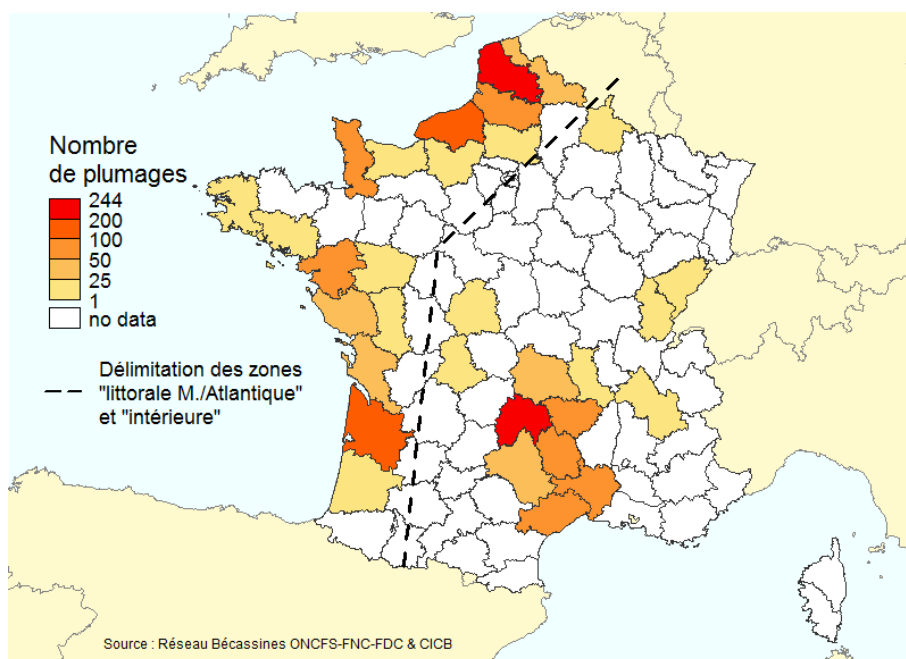 Nombre
de plumages
244
200
100
50
25
1
no data
Délimitation des zones
"littorale M./Atlantique"
et "intérieure"
Source : Réseau Bécassines ONCFS-FNC-FDC & CICB